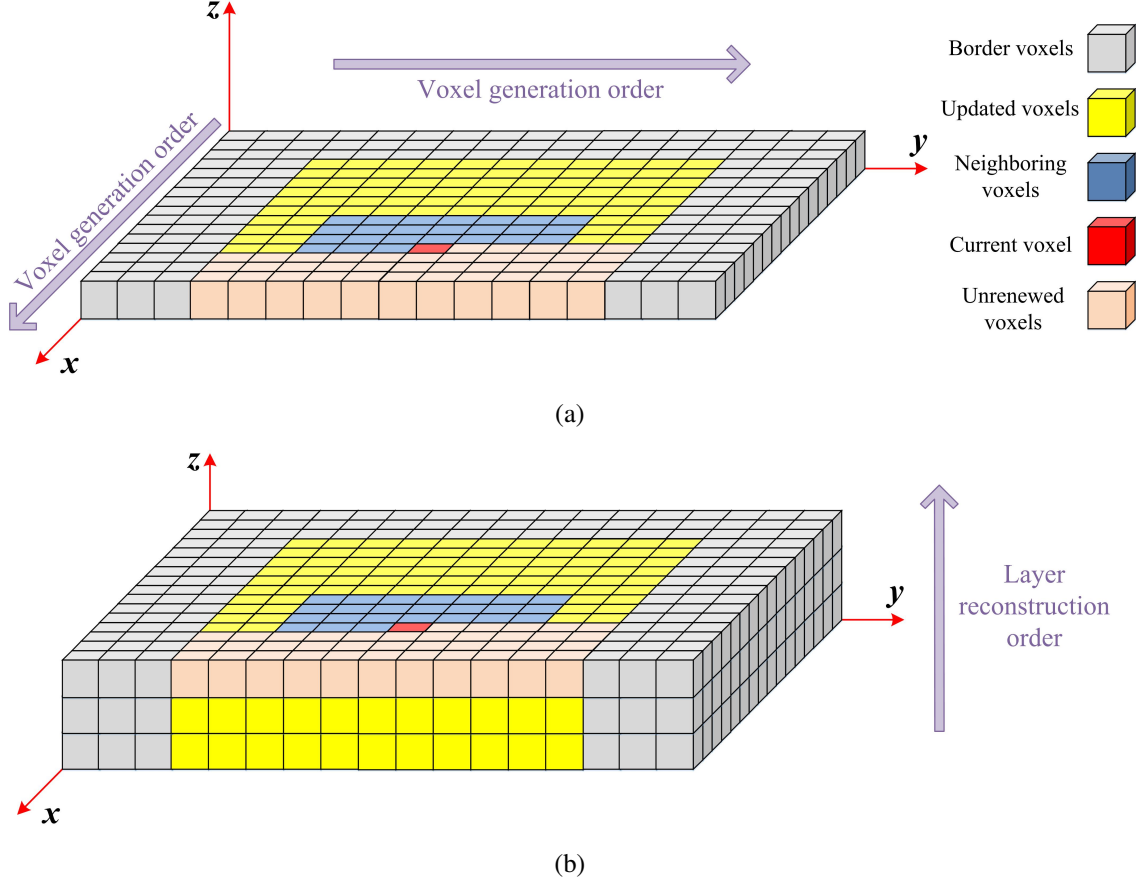 z
Voxel generation order
Voxel generation order
y
x
Border voxels
Updated voxels
Neighboring
voxels
Current voxel
Unrenewed
voxels
(a)
z
y
x
Layer
reconstruction
order
(b)